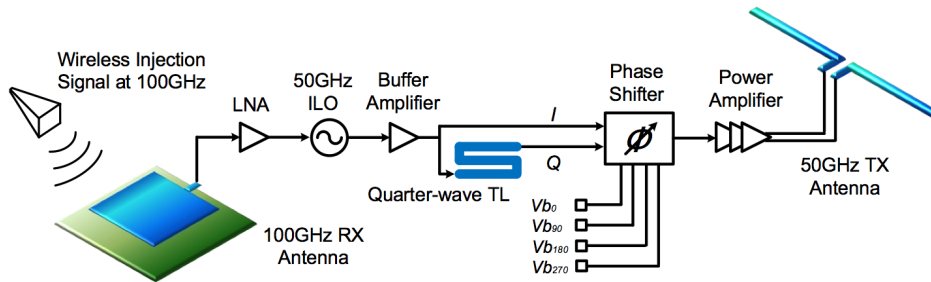 Wireless Injection
Signal at 100GHz
LNA
50GHz
ILO
Buffer
Amplifier
I
Q
Quarter-wave TL
Phase
Shifter
Φ
Power
Amplifier
50GHz TX
Antenna
100GHz RX
Antenna
Vb0
Vb90
Vb180
Vb270